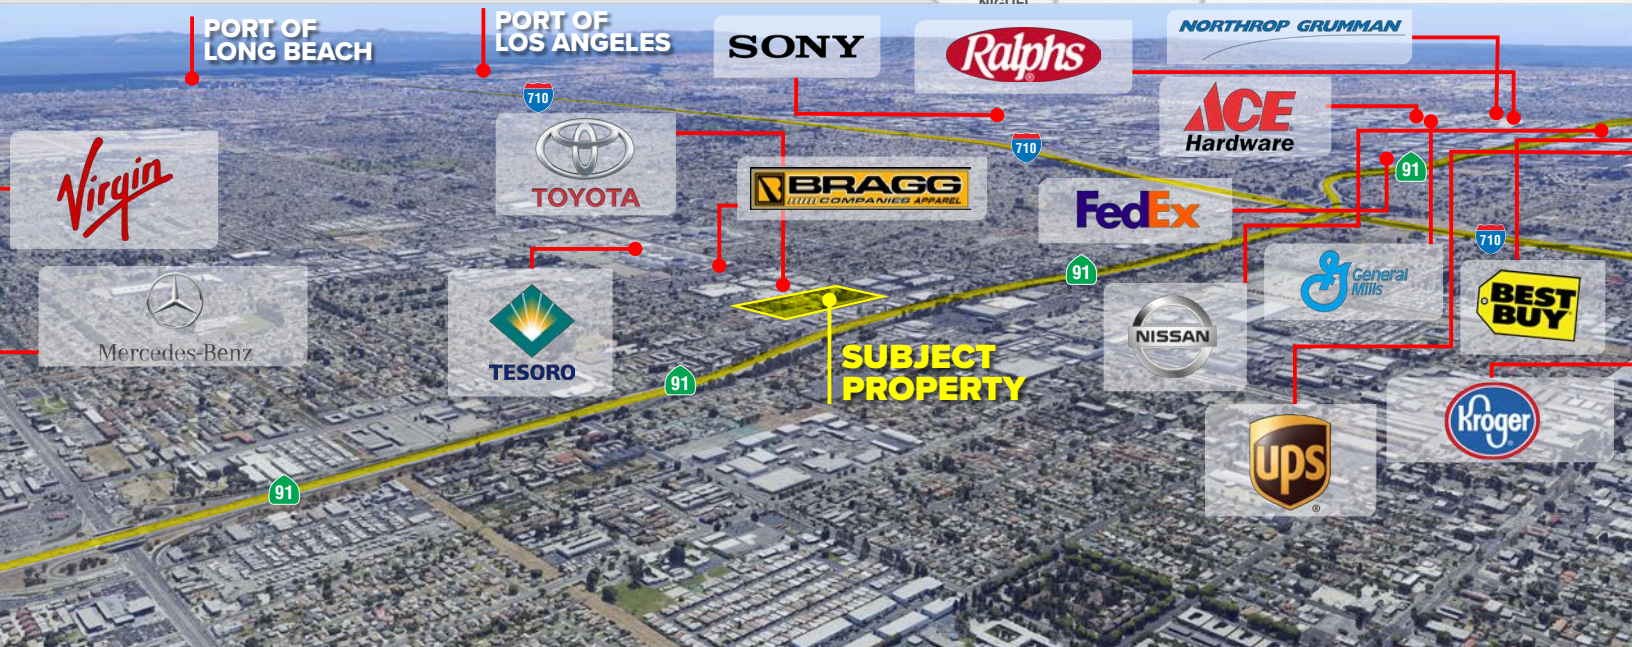 PORT OF
LONG BEACH
PORT OF
LOS ANGELES
SONY
Ralphs
®
NORTHROP GRUMMAN
710
ACE
Hardware
Virgin
TOYOTA
710
BRAGG
COMPANIES APPAREL
FedEx
91
710
91
General
Mills
BEST
BUY
Mercedes-Benz
TESORO
NISSAN
SUBJECT
PROPERTY
91
ups
®
Kroger
91